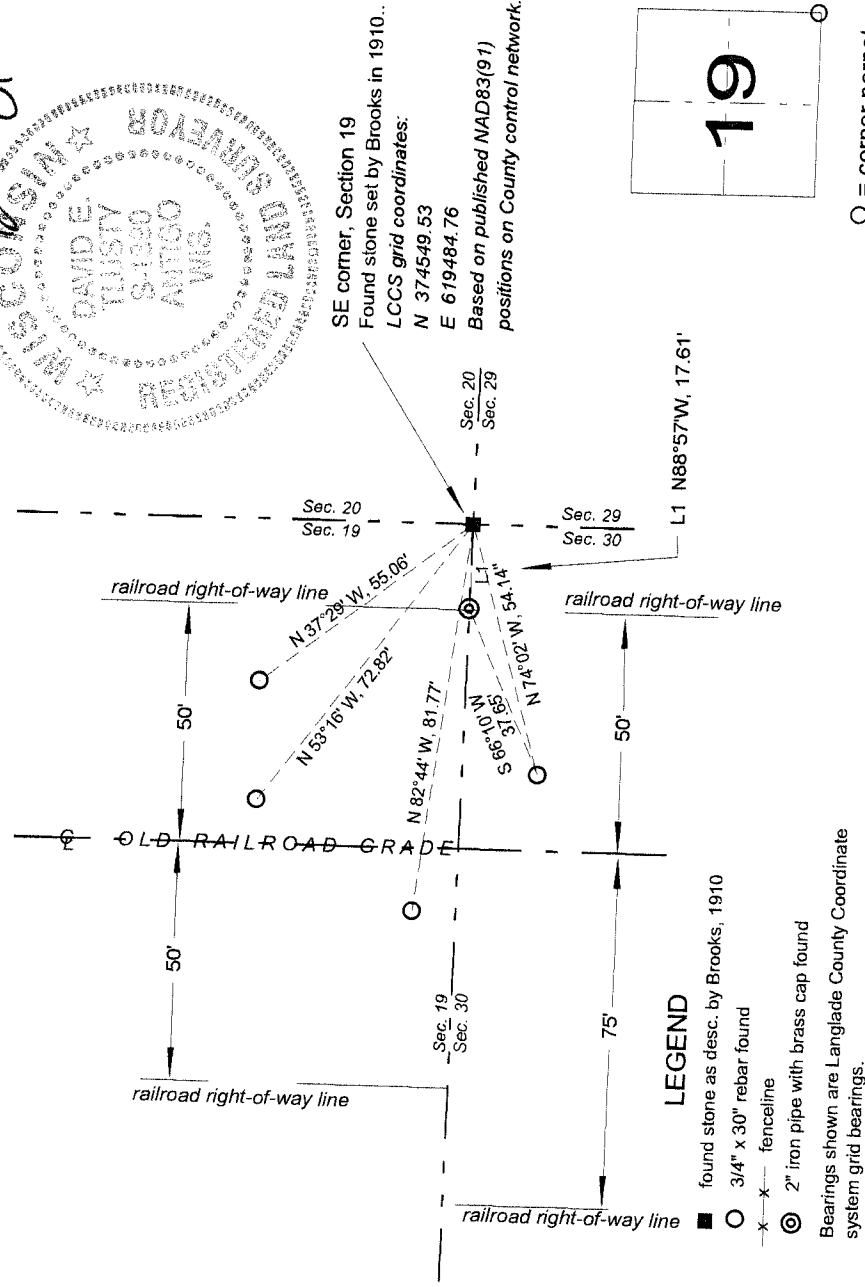 WISCONSIN
REGISTERED LAND SURVEYOR
DAVID E.
TLUSTY
S-1390
ANTIGO
WIS.
SE corner, Section 19
Found stone set by Brooks in 1910..
LCCS grid coordinates:
N 374549.53
E 619484.76
Based on published NAD83(91)
positions on County control network.
19
Sec. 20
Sec. 19
Sec. 20
Sec. 29
Sec. 29
Sec. 30
L1 N88°57'W, 17.61'
railroad right-of-way line
railroad right-of-way line
N 37°29' W, 55.06'
N 53°16' W, 72.82'
N 82°44' W, 81.77'
L1
N 74°02' W, 54.14"
S 66°10' W
37.65'
50'
50'
OLD RAILROAD GRADE
50'
75'
Sec. 19
Sec. 30
railroad right-of-way line
railroad right-of-way line
LEGEND
found stone as desc. by Brooks, 1910
3/4" x 30" rebar found
x x fenceline
2" iron pipe with brass cap found
Bearings shown are Langlade County Coordinate
system grid bearings.
= corner